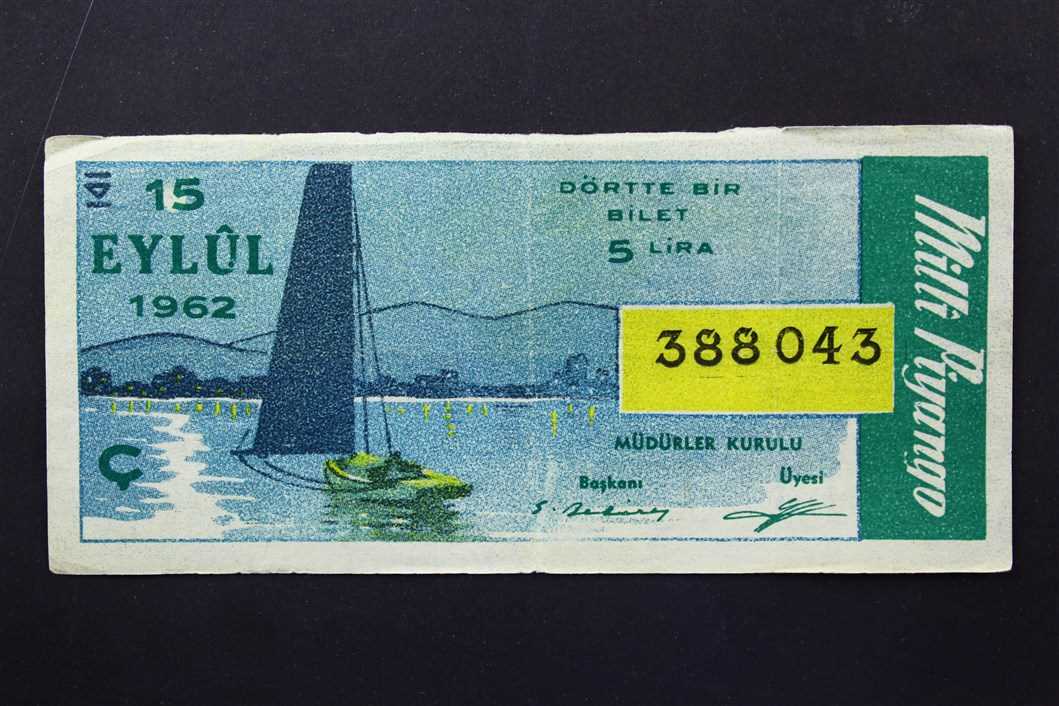 15
EYLÛL
1962
DÖRTTE BİR
BİLET
5 LİRA
388043
Ç
MÜDÜRLER KURULU
Başkanı Üyesi
Milli Piyango